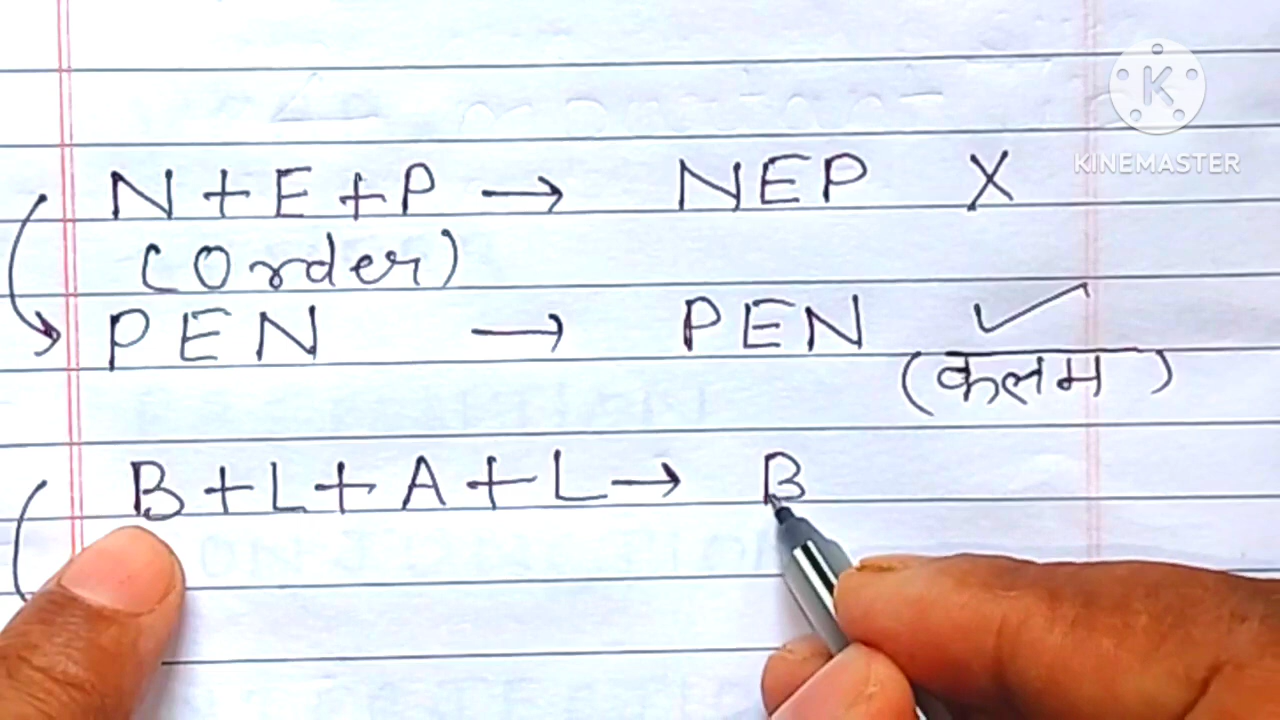 K
KINEMASTER
N + E + P → NEP X
(Order)
PEN → PEN ✓
(कलम)
B + L + A + L → B